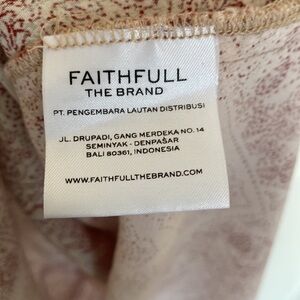 FAITHFULL
THE BRAND
PT. PENGEMBARA LAUTAN DISTRIBUSI
JL. DRUPADI, GANG MERDEKA NO. 14
SEMINYAK - DENPASAR
BALI 80361, INDONESIA
WWW.FAITHFULLTHEBRAND.COM